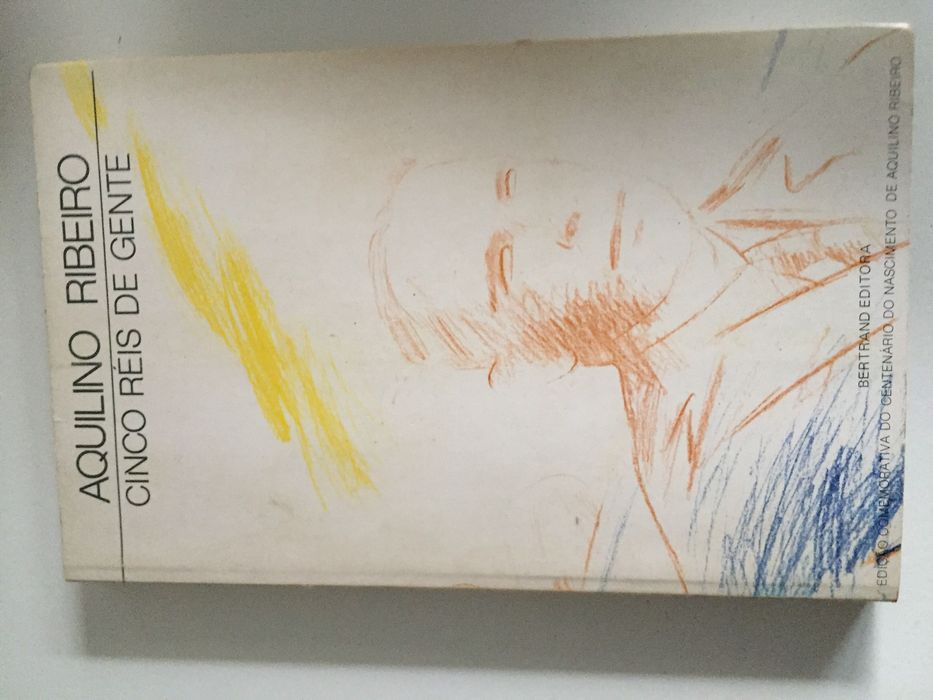 AQUILINO RIBEIRO
CINCO RÉIS DE GENTE
BERTRAND EDITORA
EDIÇÃO COMEMORATIVA DO CENTENÁRIO DO NASCIMENTO DE AQUILINO RIBEIRO